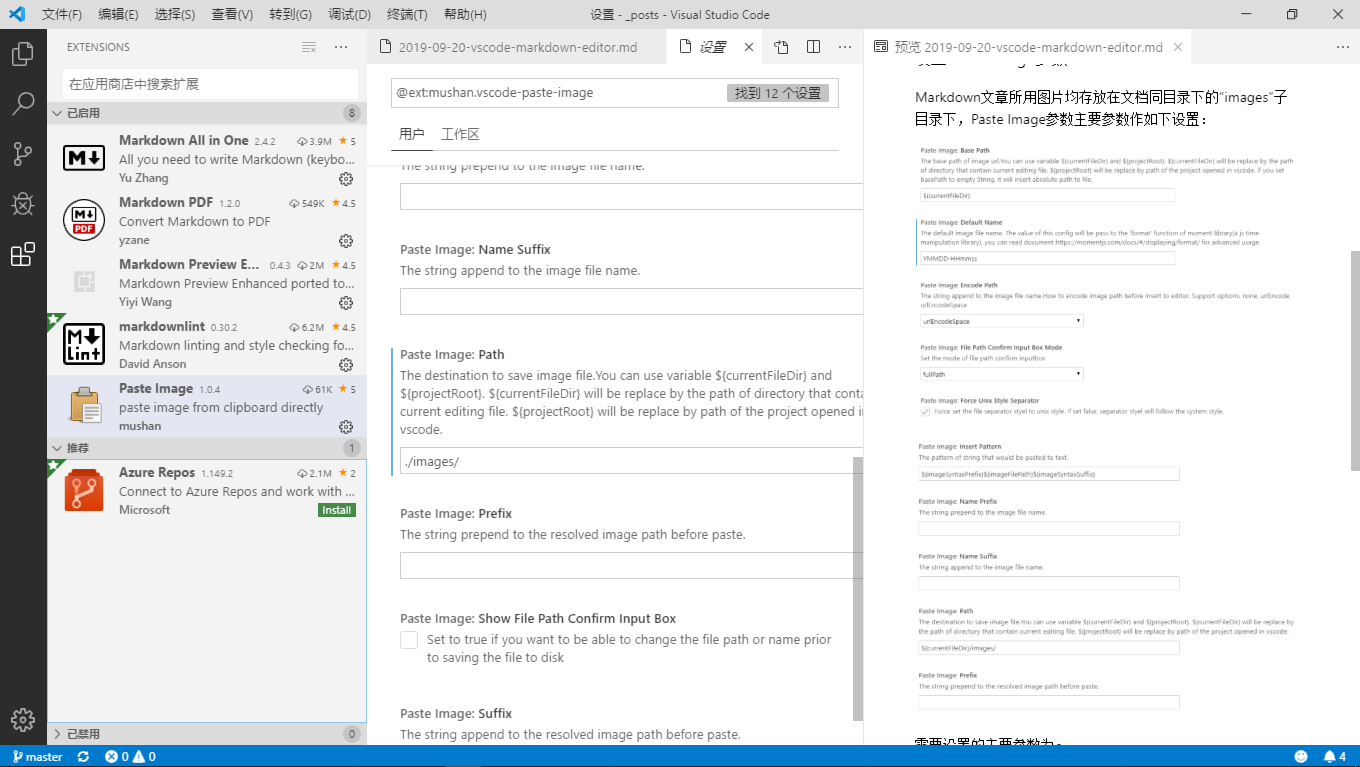 文件(F) 编辑(E) 选择(S) 查看(V) 转到(G) 调试(D) 终端(T) 帮助(H) 设置 - _posts - Visual Studio Code
EXTENSIONS
在应用商店中搜索扩展
已启用 8
Markdown All in One 2.4.2 3.9M 5
All you need to write Markdown (keybo...
Yu Zhang
Markdown PDF 1.2.0 549K 4.5
Convert Markdown to PDF
yzane
Markdown Preview E... 0.4.3 2M 4.5
Markdown Preview Enhanced ported to...
Yiyi Wang
markdownlint 0.30.2 6.2M 4.5
Markdown linting and style checking fo...
David Anson
Paste Image 1.0.4 61K 5
paste image from clipboard directly
mushan
推荐 1
Azure Repos 1.149.2 2.1M 2
Connect to Azure Repos and work with ...
Microsoft Install
已禁用 0
2019-09-20-vscode-markdown-editor.md 设置
@ext:mushan.vscode-paste-image 找到 12 个设置
用户 工作区
The string prepend to the image file name.
Paste Image: Name Suffix
The string append to the image file name.
Paste Image: Path
The destination to save image file.You can use variable ${currentFileDir} and
${projectRoot}. ${currentFileDir} will be replace by the path of directory that conta
current editing file. ${projectRoot} will be replace by path of the project opened i
vscode.
./images/
Paste Image: Prefix
The string prepend to the resolved image path before paste.
Paste Image: Show File Path Confirm Input Box
Set to true if you want to be able to change the file path or name prior
to saving the file to disk
Paste Image: Suffix
The string append to the resolved image path before paste.
预览 2019-09-20-vscode-markdown-editor.md
Markdown文章所用图片均存放在文档同目录下的“images”子
目录下，Paste Image参数主要参数作如下设置：
Paste Image: Base Path
The base path of image url.You can use variable ${currentFileDir} and ${projectRoot}. ${currentFileDir} will be replace by the path
of directory that contain current editing file. ${projectRoot} will be replace by path of the project opened in vscode. If you set
basePath to empty String, it will insert absolute path to file.
${currentFileDir}
Paste Image: Default Name
The default image file name. The value of this config will be pass to the 'format' function of moment library(a js time
manipulation library), you can read document https://momentjs.com/docs/#/displaying/format/ for advanced usage.
YMMDD-HHmmss
Paste Image: Encode Path
The string append to the image file name.How to encode image path before insert to editor. Support options: none, urlEncode,
urlEncodeSpace
urlEncodeSpace
Paste Image: File Path Confirm Input Box Mode
Set the mode of file path confirm inputbox
fullPath
Paste Image: Force Unix Style Separator
Force set the file separator styel to unix style. If set false, separator styel will follow the system style.
Paste Image: Insert Pattern
The pattern of string that would be pasted to text.
${imageSyntaxPrefix}${imageFilePath}${imageSyntaxSuffix}
Paste Image: Name Prefix
The string prepend to the image file name.
Paste Image: Name Suffix
The string append to the image file name.
Paste Image: Path
The destination to save image file.You can use variable ${currentFileDir} and ${projectRoot}. ${currentFileDir} will be replace by
the path of directory that contain current editing file. ${projectRoot} will be replace by path of the project opened in vscode.
${currentFileDir}/images/
Paste Image: Prefix
The string prepend to the resolved image path before paste.
需要设置的主要参数为：
master 0 0 4